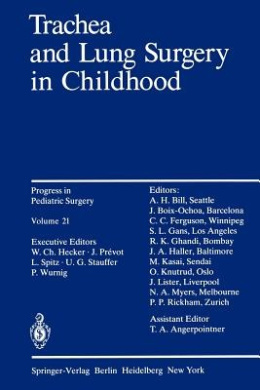 Trachea
and Lung Surgery
in Childhood
Progress in
Pediatric Surgery
Volume 21
Executive Editors
W. Ch. Hecker · J. Prévot
L. Spitz · U. G. Stauffer
P. Wurnig
Editors:
A. H. Bill, Seattle
J. Boix-Ochoa, Barcelona
C. C. Ferguson, Winnipeg
S. L. Gans, Los Angeles
R. K. Ghandi, Bombay
J. A. Haller, Baltimore
M. Kasai, Sendai
O. Knutrud, Oslo
J. Lister, Liverpool
N. A. Myers, Melbourne
P. P. Rickham, Zurich
Assistant Editor
T. A. Angerpointner
Springer-Verlag Berlin Heidelberg New York